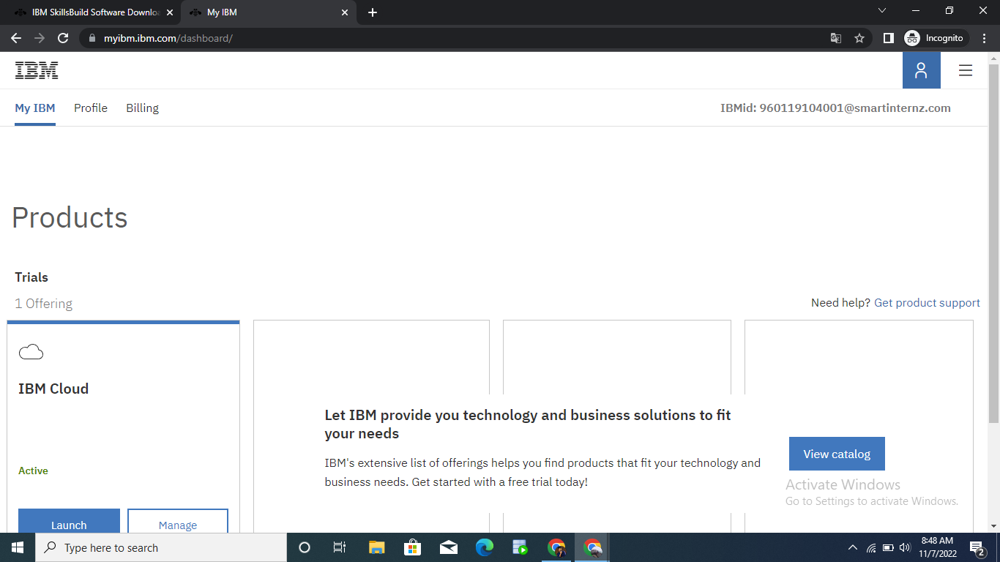 IBM SkillsBuild Software Downlo
My IBM
myibm.ibm.com/dashboard/
Incognito
IBM
My IBM Profile Billing
IBMid: 960119104001@smartinternz.com
Products
Trials
1 Offering
Need help? Get product support
IBM Cloud
Active
Launch
Manage
Let IBM provide you technology and business solutions to fit
your needs
IBM's extensive list of offerings helps you find products that fit your technology and
business needs. Get started with a free trial today!
View catalog
Activate Windows
Go to Settings to activate Windows.
Type here to search
8:48 AM
11/7/2022
2